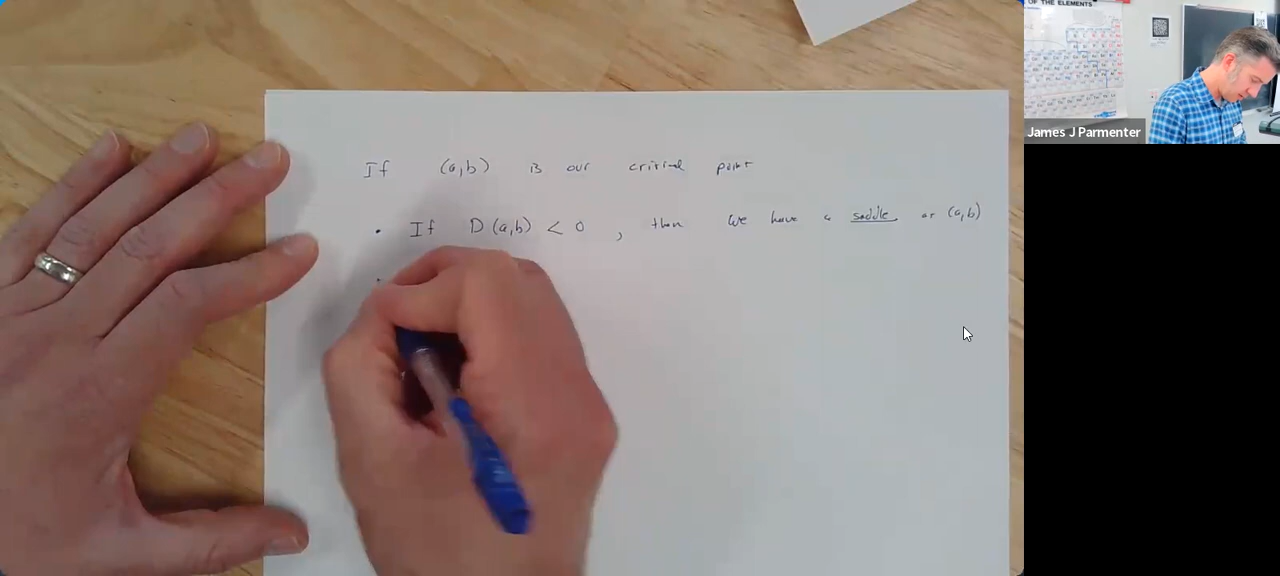 OF THE ELEMENTS
James J Parmenter
If (a,b) is our critical point
• If D(a,b) < 0 , then we have a saddle at (a,b)
•